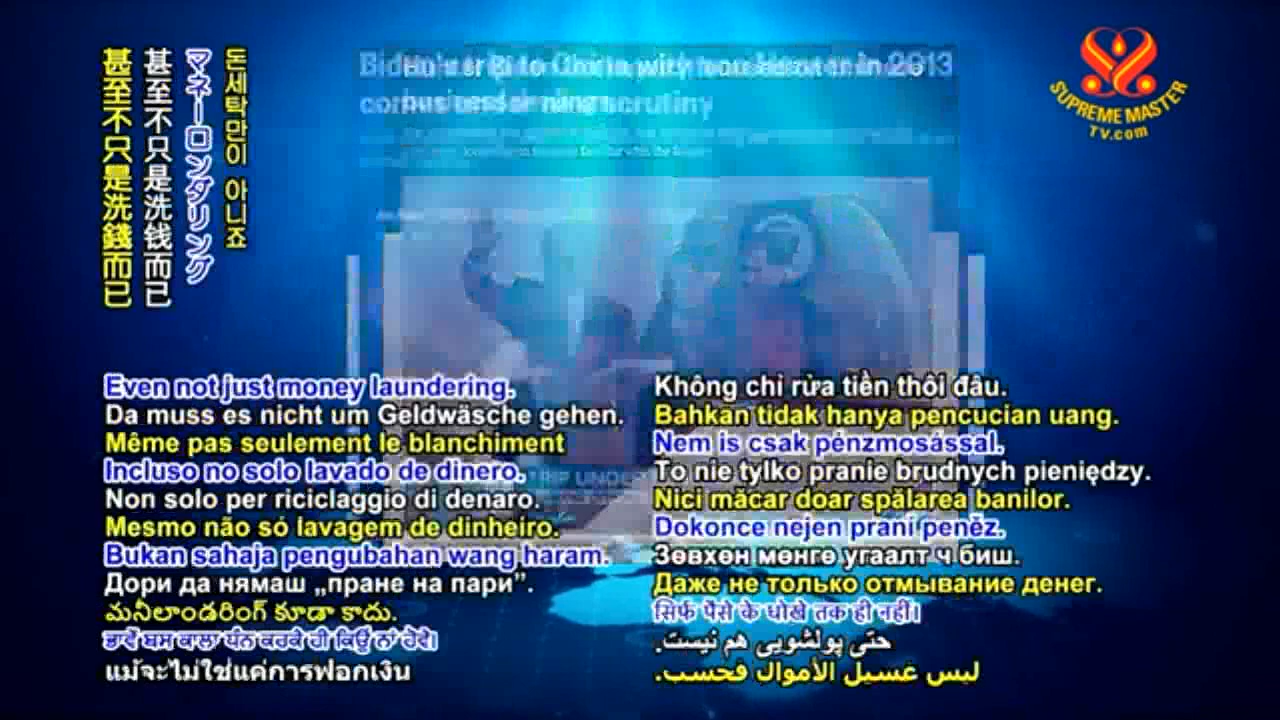 돈세탁만이 아니죠
マネーロンダリング
甚至不只是洗钱而已
甚至不只是洗錢而已
SUPREME MASTER
TV.com
in 2013
scrutiny
Even not just money laundering.
Da muss es nicht um Geldwäsche gehen.
Même pas seulement le blanchiment
Incluso no solo lavado de dinero.
Non solo per riciclaggio di denaro.
Mesmo não só lavagem de dinheiro.
Bukan sahaja pengubahan wang haram.
Дори да нямаш „пране на пари”.
మనీలాండరింగ్ కూడా కాదు.
ਭਾਵੇਂ ਬਸ ਕਾਲਾ ਧੰਨ ਕਰਕੇ ਹੀ ਕਿਉਂ ਨਾਂ ਹੋਵੇ।
แม้จะไม่ใช่แค่การฟอกเงิน
Không chỉ rửa tiền thôi đâu.
Bahkan tidak hanya pencucian uang.
Nem is csak pénzmosással.
To nie tylko pranie brudnych pieniędzy.
Nici măcar doar spălarea banilor.
Dokonce nejen praní peněz.
Зөвхөн мөнгө угаалт ч биш.
Даже не только отмывание денег.
सिर्फ पैसे के धोखे तक ही नहीं।
حتی پولشویی هم نیست.
ليس غسيل الأموال فحسب.